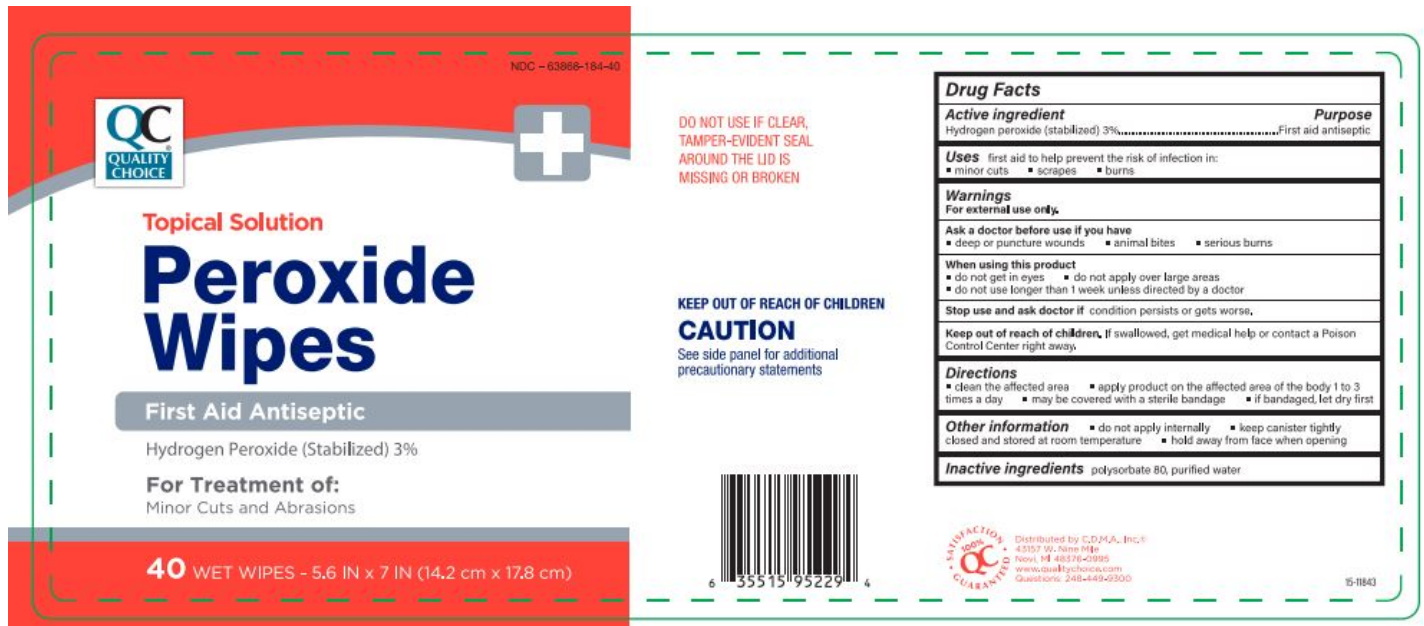 NDC – 63868-184-40
QC®
QUALITY
CHOICE
Topical Solution
Peroxide
Wipes
First Aid Antiseptic
Hydrogen Peroxide (Stabilized) 3%
For Treatment of:
Minor Cuts and Abrasions
40 WET WIPES - 5.6 IN x 7 IN (14.2 cm x 17.8 cm)
DO NOT USE IF CLEAR,
TAMPER-EVIDENT SEAL
AROUND THE LID IS
MISSING OR BROKEN
KEEP OUT OF REACH OF CHILDREN
CAUTION
See side panel for additional
precautionary statements
6 35515 95229 4
Drug Facts
Active ingredient Purpose
Hydrogen peroxide (stabilized) 3%..........First aid antiseptic
Uses first aid to help prevent the risk of infection in:
▪ minor cuts ▪ scrapes ▪ burns
Warnings
For external use only.
Ask a doctor before use if you have
▪ deep or puncture wounds ▪ animal bites ▪ serious burns
When using this product
▪ do not get in eyes ▪ do not apply over large areas
▪ do not use longer than 1 week unless directed by a doctor
Stop use and ask doctor if condition persists or gets worse.
Keep out of reach of children. If swallowed, get medical help or contact a Poison
Control Center right away.
Directions
▪ clean the affected area ▪ apply product on the affected area of the body 1 to 3
times a day ▪ may be covered with a sterile bandage ▪ if bandaged, let dry first
Other information ▪ do not apply internally ▪ keep canister tightly
closed and stored at room temperature ▪ hold away from face when opening
Inactive ingredients polysorbate 80, purified water
SATISFACTION
100%
QC
GUARANTEED
Distributed by C.D.M.A., Inc.©
43157 W. Nine Mile
Novi, MI 48376-0995
www.qualitychoice.com
Questions: 248-449-9300
15-11843